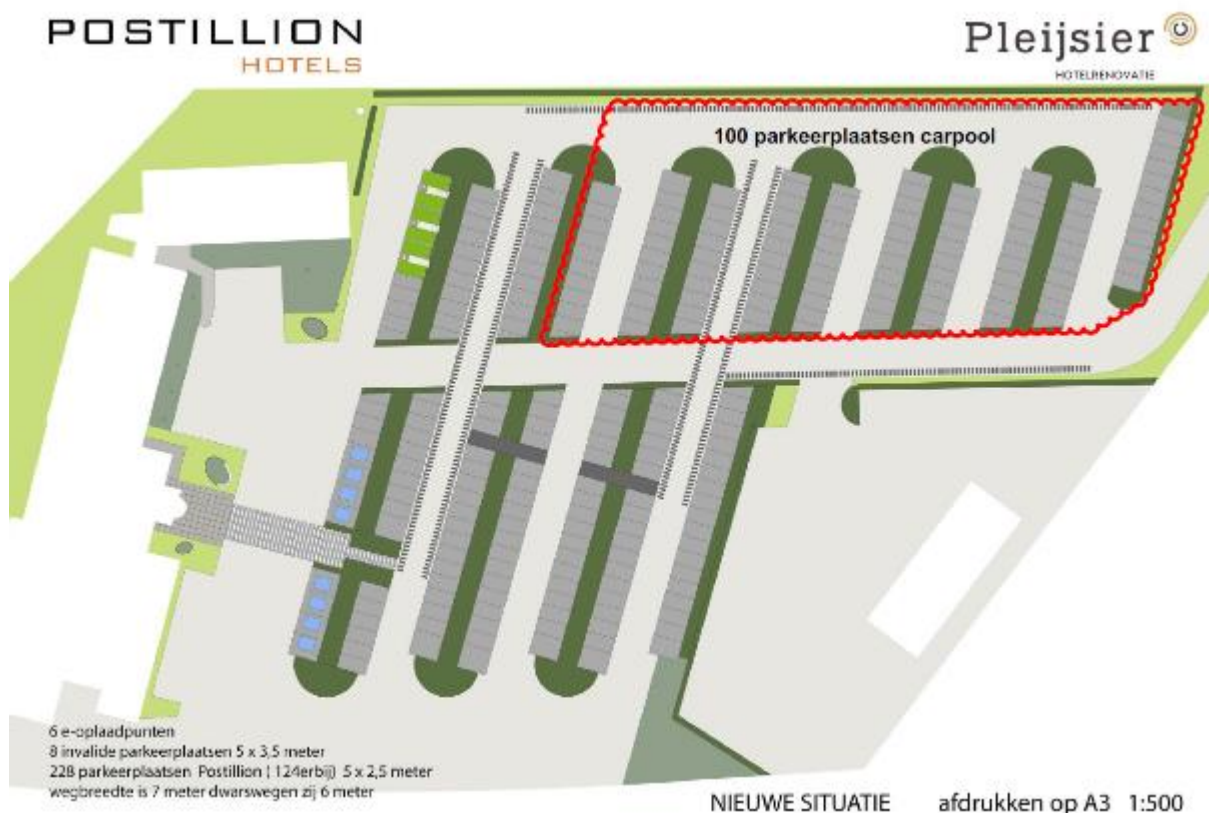 POSTILLION
HOTELS
Pleijsier
HOTELRENOVATIE
100 parkeerplaatsen carpool
6 e-oplaadpunten
8 invalide parkeerplaatsen 5 x 3,5 meter
228 parkeerplaatsen Postillion ( 124erbij) 5 x 2,5 meter
wegbreedte is 7 meter dwarswegen zij 6 meter
NIEUWE SITUATIE afdrukken op A3 1:500